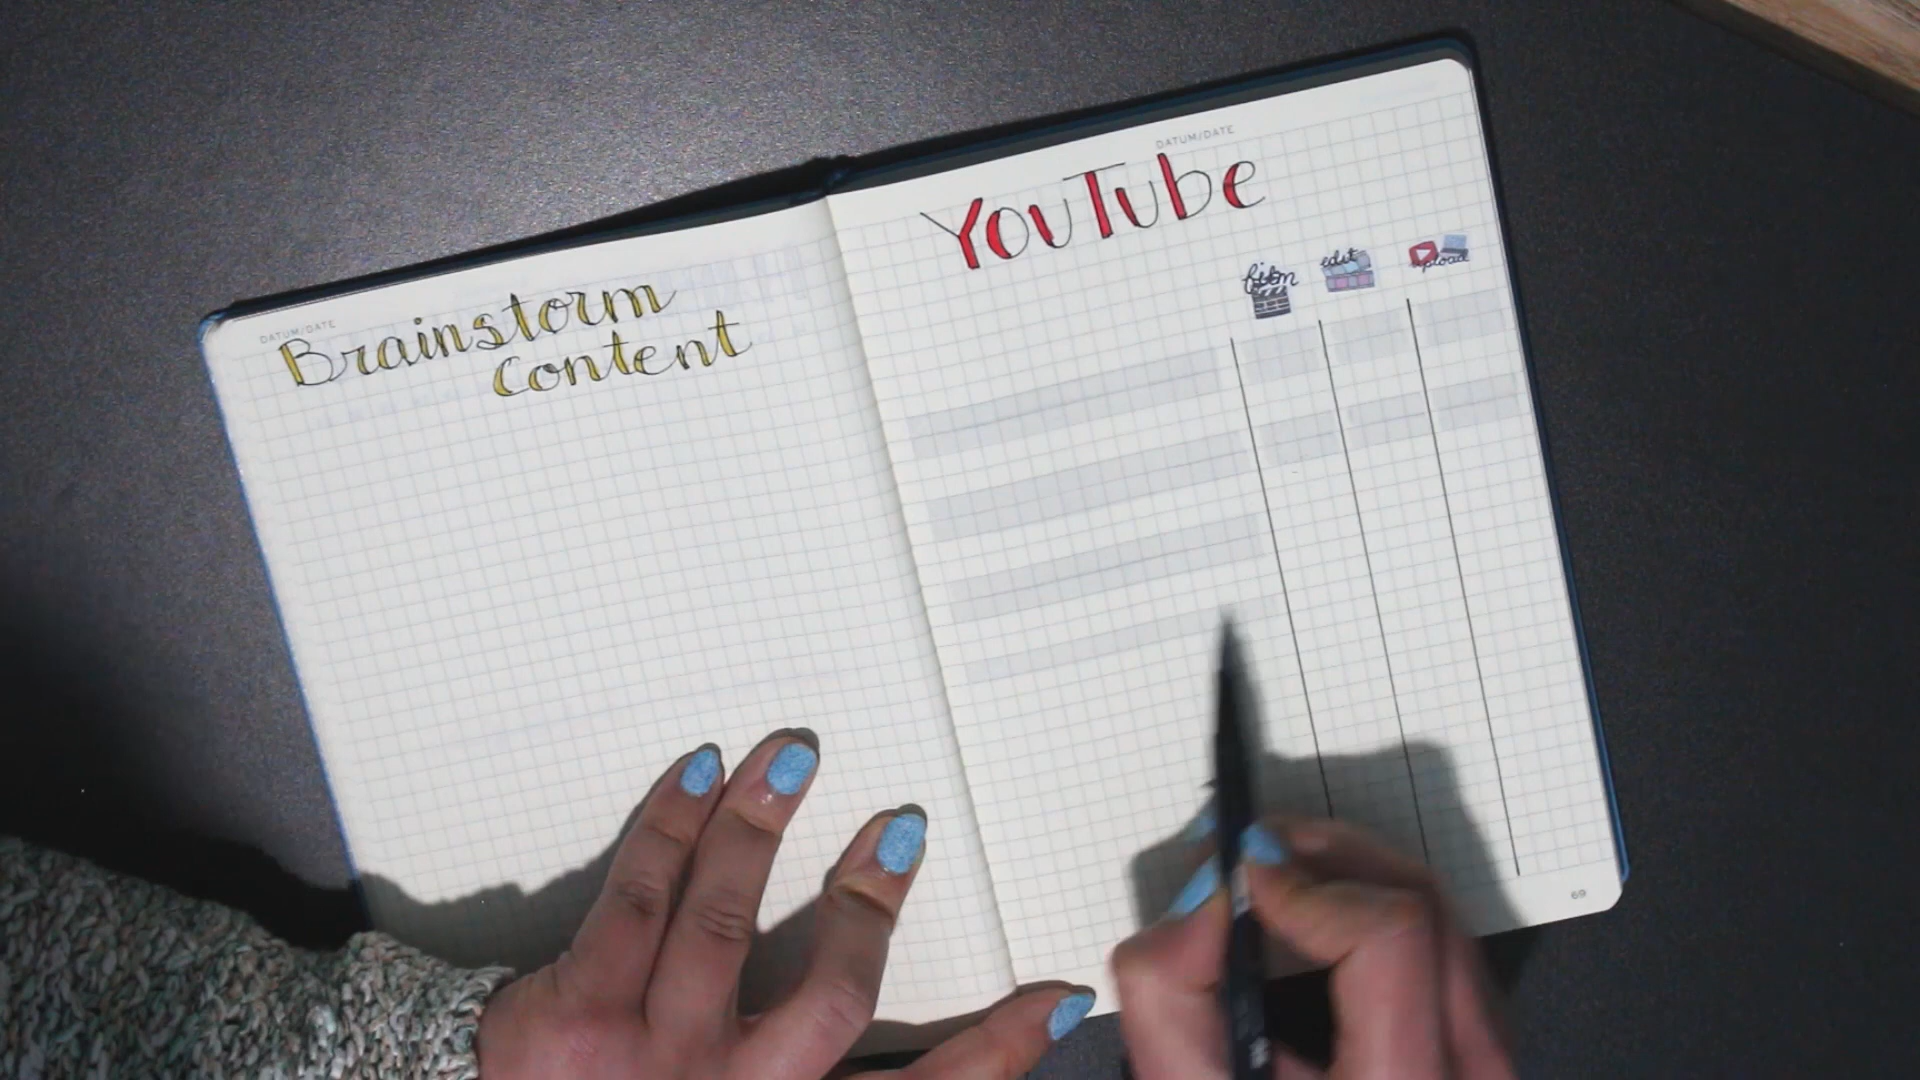 DATUM/DATE
Brainstorm
content
DATUM/DATE
YouTube
film
edit
upload
69